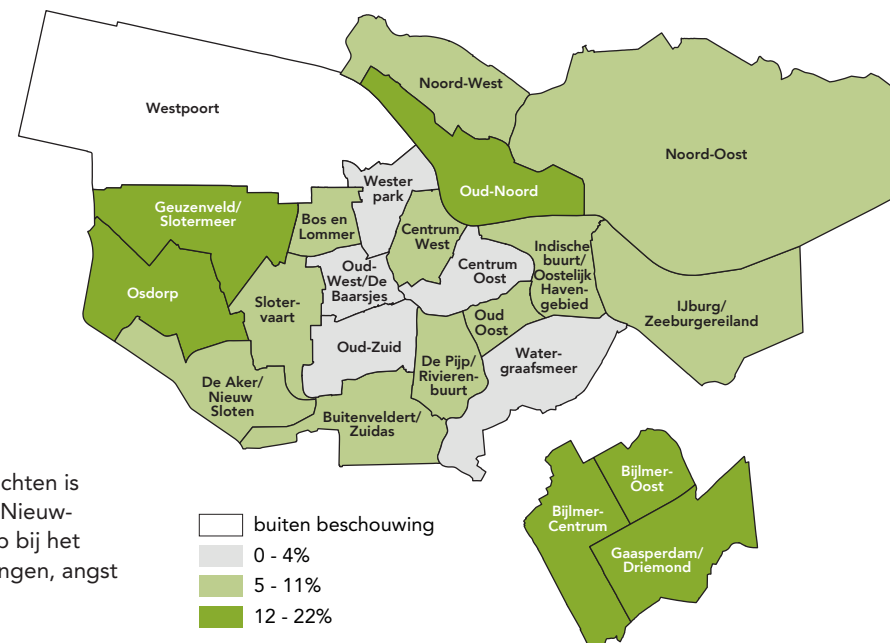 Noord-West
Westpoort
Noord-Oost
Wester
park
Oud-Noord
Geuzenveld/
Slotermeer
Bos en
Lommer
Centrum
West
Centrum
Oost
Indische
buurt/
Oostelijk
Haven-
gebied
Oud-
West/De
Baarsjes
Osdorp
Sloter-
vaart
IJburg/
Zeeburgereiland
Oud
Oost
Oud-Zuid
Water-
graafsmeer
De Pijp/
Rivieren-
buurt
De Aker/
Nieuw
Sloten
Buitenveldert/
Zuidas
Bijlmer-
Oost
Bijlmer-
Centrum
Gaasperdam/
Driemond
chten is
Nieuw-
bij het
ngen, angst
buiten beschouwing
0 - 4%
5 - 11%
12 - 22%